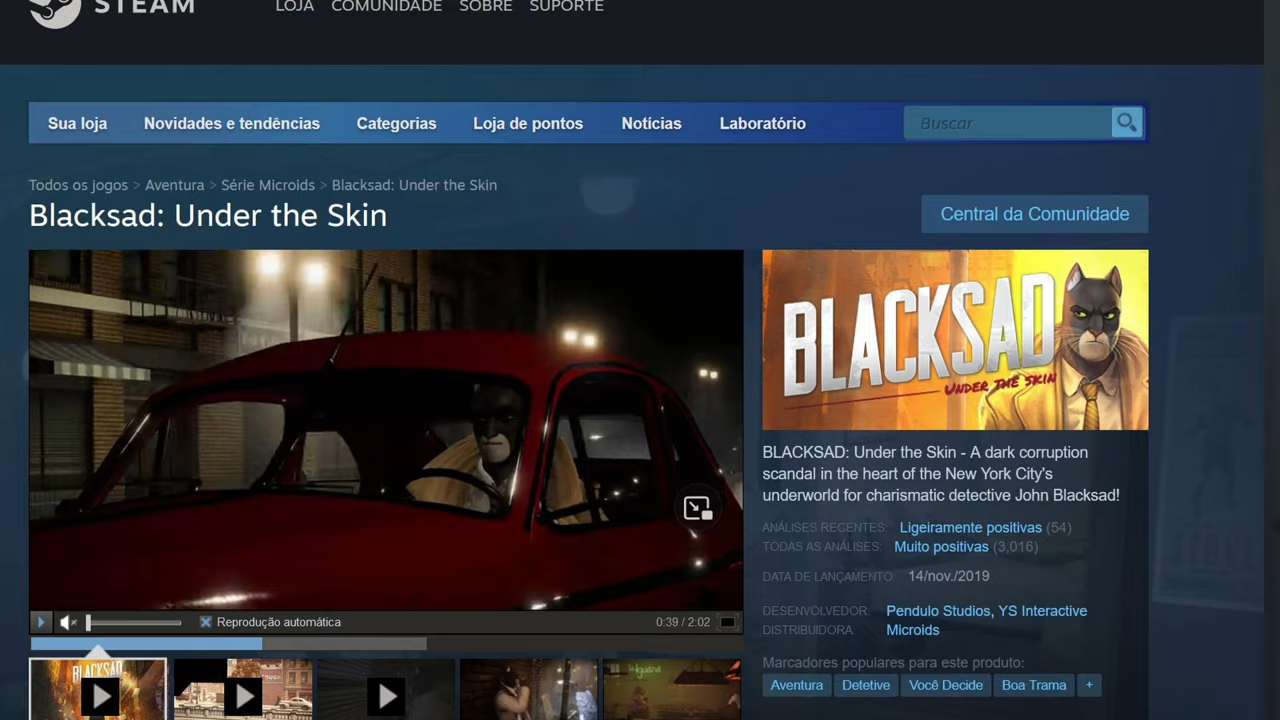 STEAM
LOJA COMUNIDADE SOBRE SUPORTE
Sua loja Novidades e tendências Categorias Loja de pontos Notícias Laboratório Buscar
Todos os jogos > Aventura > Série Microids > Blacksad: Under the Skin
Blacksad: Under the Skin
Central da Comunidade
BLACKSAD
UNDER THE SKIN
BLACKSAD: Under the Skin - A dark corruption
scandal in the heart of the New York City's
underworld for charismatic detective John Blacksad!
ANÁLISES RECENTES: Ligeiramente positivas (54)
TODAS AS ANÁLISES: Muito positivas (3,016)
DATA DE LANÇAMENTO: 14/nov./2019
DESENVOLVEDOR: Pendulo Studios, YS Interactive
DISTRIBUIDORA: Microids
Marcadores populares para este produto:
Aventura Detetive Você Decide Boa Trama +
Reprodução automática 0:39 / 2:02
BLACKSAD